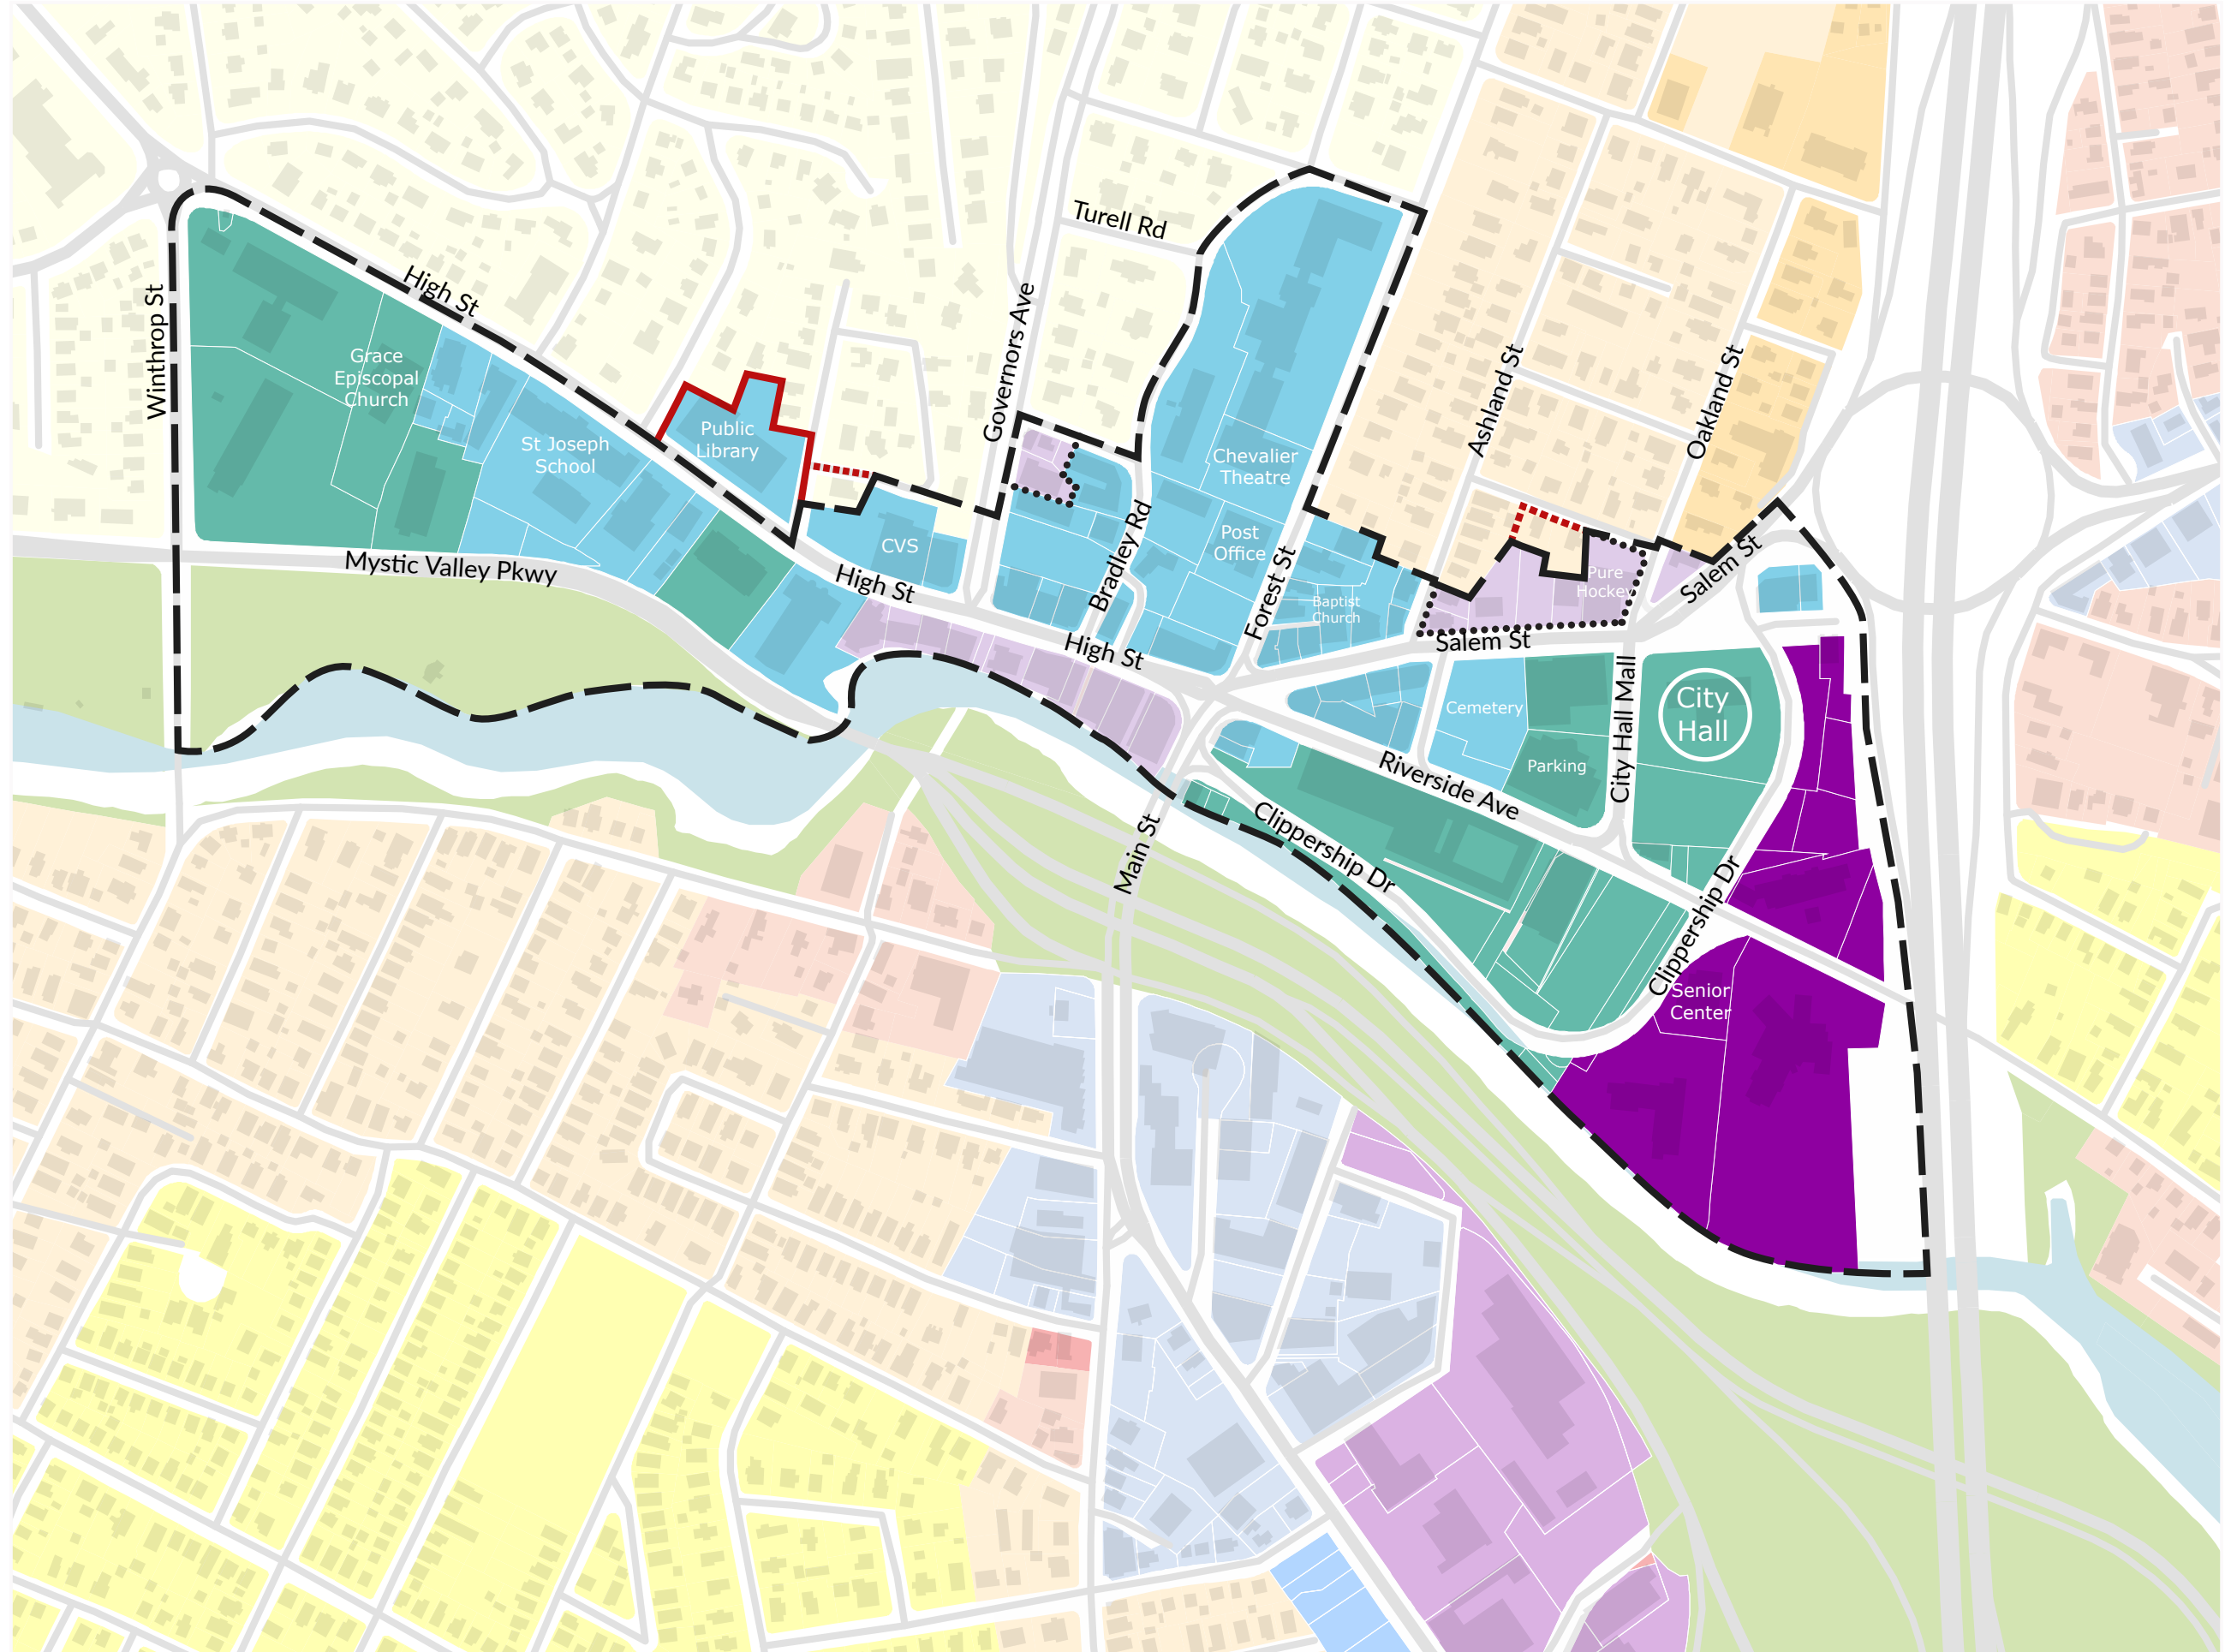 Turell Rd
High St
Winthrop St
Governors Ave
Grace
Episcopal
Church
St Joseph
School
Public
Library
Ashland St
Oakland St
Chevalier
Theatre
Post
Office
CVS
Bradley Rd
Forest St
Mystic Valley Pkwy
High St
Baptist
Church
Pure
Hockey
Salem St
Salem St
High St
Cemetery
City Hall Mall
City
Hall
Parking
Riverside Ave
Main St
Clippership Dr
Clippership Dr
Senior
Center